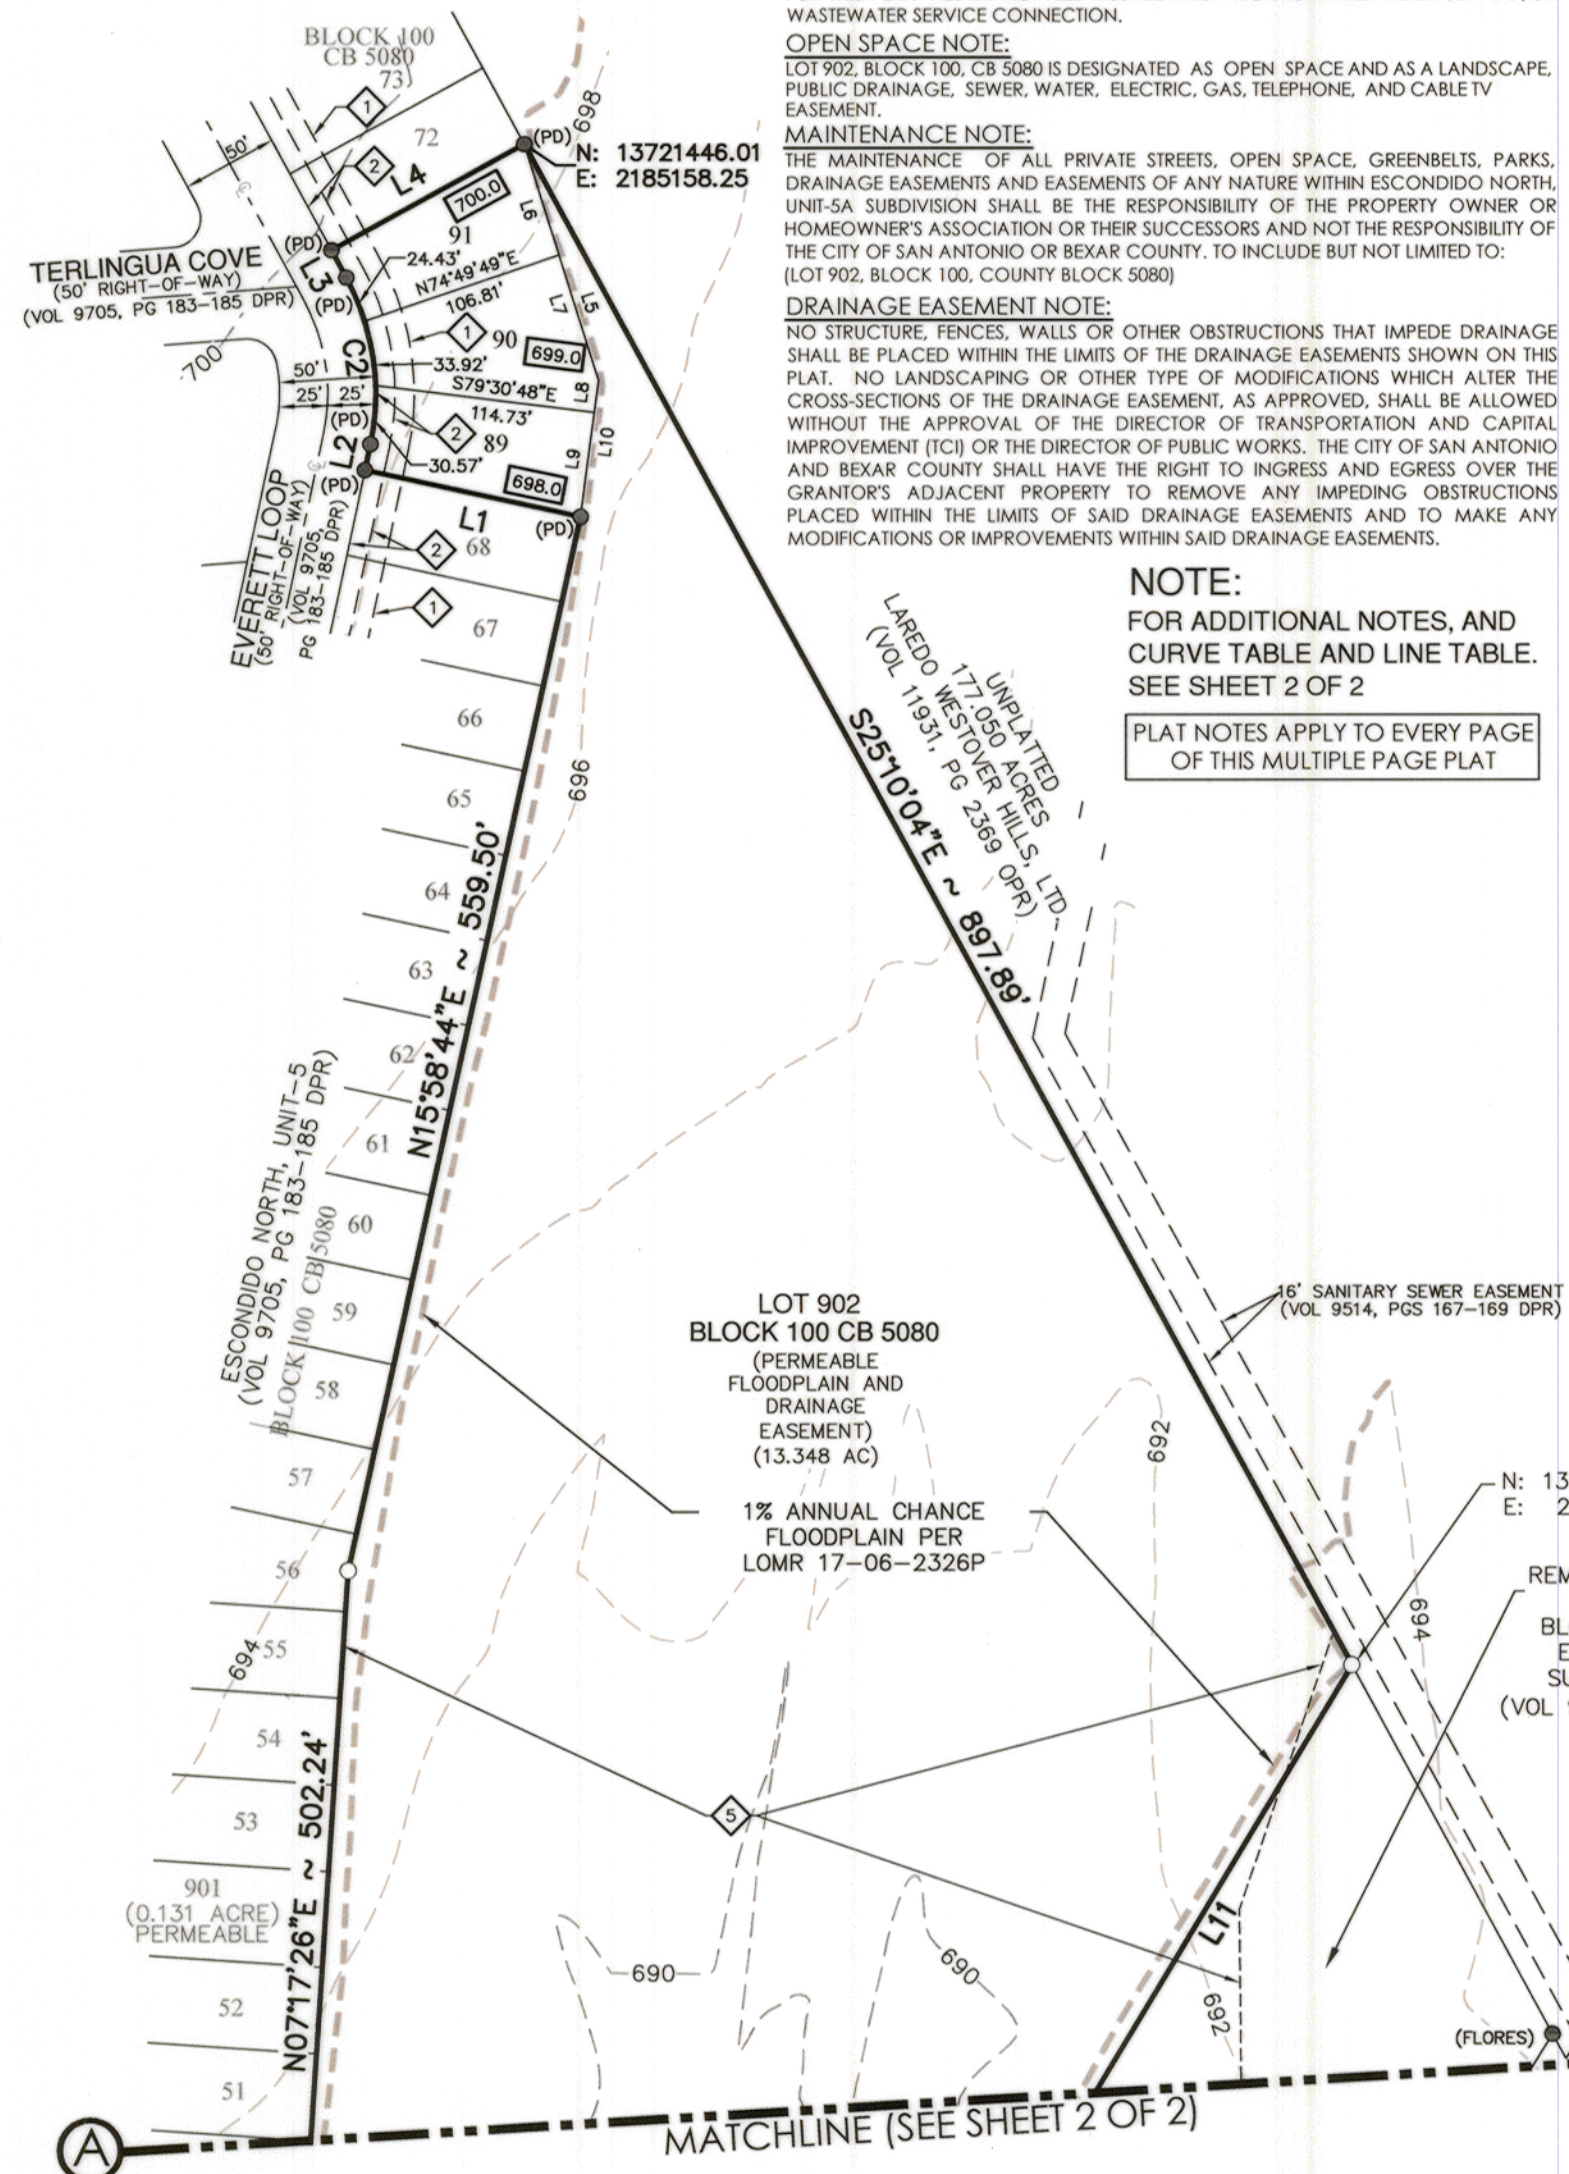 WASTEWATER SERVICE CONNECTION.
OPEN SPACE NOTE:
LOT 902, BLOCK 100, CB 5080 IS DESIGNATED AS OPEN SPACE AND AS A LANDSCAPE,
PUBLIC DRAINAGE, SEWER, WATER, ELECTRIC, GAS, TELEPHONE, AND CABLE TV
EASEMENT.
MAINTENANCE NOTE:
THE MAINTENANCE OF ALL PRIVATE STREETS, OPEN SPACE, GREENBELTS, PARKS,
DRAINAGE EASEMENTS AND EASEMENTS OF ANY NATURE WITHIN ESCONDIDO NORTH,
UNIT-5A SUBDIVISION SHALL BE THE RESPONSIBILITY OF THE PROPERTY OWNER OR
HOMEOWNER'S ASSOCIATION OR THEIR SUCCESSORS AND NOT THE RESPONSIBILITY OF
THE CITY OF SAN ANTONIO OR BEXAR COUNTY. TO INCLUDE BUT NOT LIMITED TO:
(LOT 902, BLOCK 100, COUNTY BLOCK 5080)
DRAINAGE EASEMENT NOTE:
NO STRUCTURE, FENCES, WALLS OR OTHER OBSTRUCTIONS THAT IMPEDE DRAINAGE
SHALL BE PLACED WITHIN THE LIMITS OF THE DRAINAGE EASEMENTS SHOWN ON THIS
PLAT. NO LANDSCAPING OR OTHER TYPE OF MODIFICATIONS WHICH ALTER THE
CROSS-SECTIONS OF THE DRAINAGE EASEMENT, AS APPROVED, SHALL BE ALLOWED
WITHOUT THE APPROVAL OF THE DIRECTOR OF TRANSPORTATION AND CAPITAL
IMPROVEMENT (TCI) OR THE DIRECTOR OF PUBLIC WORKS. THE CITY OF SAN ANTONIO
AND BEXAR COUNTY SHALL HAVE THE RIGHT TO INGRESS AND EGRESS OVER THE
GRANTOR'S ADJACENT PROPERTY TO REMOVE ANY IMPEDING OBSTRUCTIONS
PLACED WITHIN THE LIMITS OF SAID DRAINAGE EASEMENTS AND TO MAKE ANY
MODIFICATIONS OR IMPROVEMENTS WITHIN SAID DRAINAGE EASEMENTS.
NOTE:
FOR ADDITIONAL NOTES, AND
CURVE TABLE AND LINE TABLE.
SEE SHEET 2 OF 2
PLAT NOTES APPLY TO EVERY PAGE
OF THIS MULTIPLE PAGE PLAT
BLOCK 100
CB 5080
73
1
72
50'
2
L4
(PD)
698
N: 13721446.01
E: 2185158.25
700.0
L6
91
(PD)
L3
(PD)
TERLINGUA COVE
(50' RIGHT-OF-WAY)
(VOL 9705, PG 183-185 DPR)
700
24.43'
N74°49'49"E
106.81'
L7
L5
1
90
699.0
C2
50'
33.92'
S79°30'48"E
L8
25'
25'
114.73'
(PD)
2
89
L9
L10
L2
30.57'
698.0
(PD)
L1
(PD)
EVERETT LOOP
(50' RIGHT-OF-WAY)
(VOL 9705,
PG 183-185 DPR)
2
68
1
67
66
65
64
63
62
61
60
59
58
57
56
55
54
53
901
(0.131 ACRE)
PERMEABLE
52
51
696
N15°58'44"E ~ 559.50'
S25°10'04"E ~ 897.89'
UNPLATTED
177.050 ACRES
LAREDO WESTOVER HILLS, LTD.
(VOL 11931, PG 2369 OPR)
ESCONDIDO NORTH, UNIT-5
(VOL 9705, PG 183-185 DPR)
BLOCK 100 CB 5080
16' SANITARY SEWER EASEMENT
(VOL 9514, PGS 167-169 DPR)
LOT 902
BLOCK 100 CB 5080
(PERMEABLE
FLOODPLAIN AND
DRAINAGE
EASEMENT)
(13.348 AC)
1% ANNUAL CHANCE
FLOODPLAIN PER
LOMR 17-06-2326P
692
N: 13
E: 2
REM
BL
E
SU
(VOL
694
694
5
N07°17'26"E ~ 502.24'
L11
690
690
692
(FLORES)
A
MATCHLINE (SEE SHEET 2 OF 2)